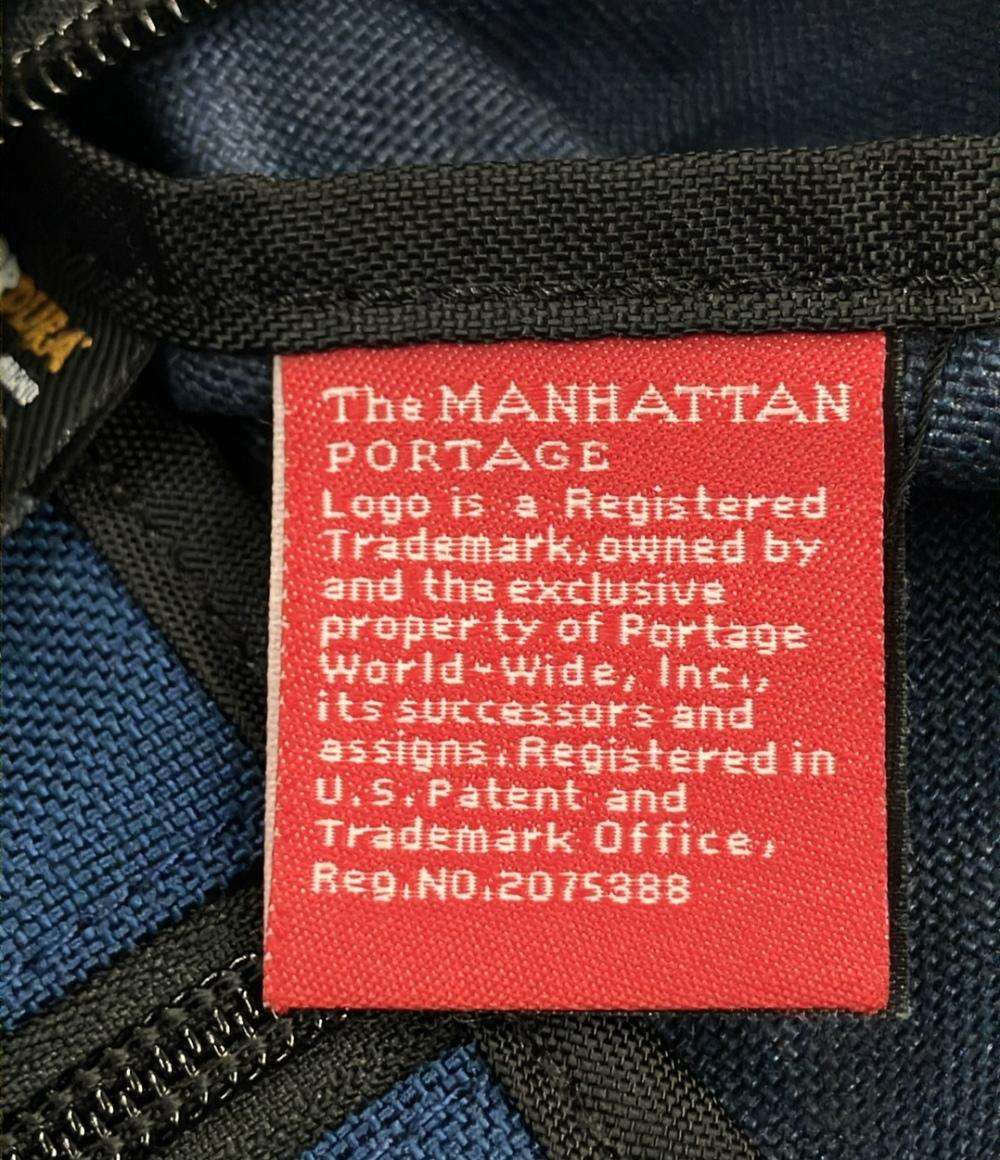 The MANHATTAN
PORTAGE
Logo is a Registered
Trademark, owned by
and the exclusive
property of Portage
World-Wide, Inc.,
its successors and
assigns. Registered in
U.S. Patent and
Trademark Office,
Reg. NO. 2075388
DURA